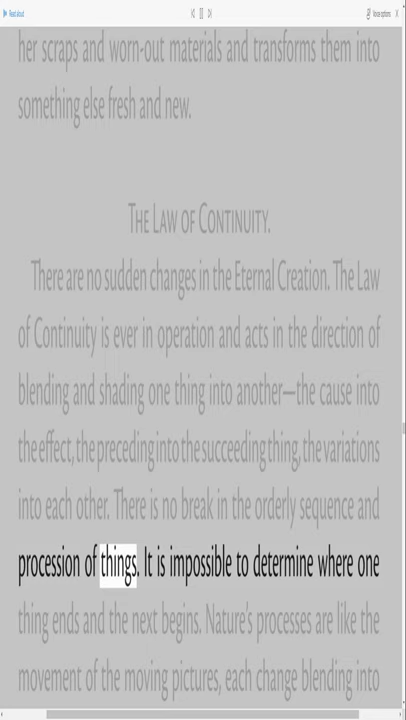 Read aloud
Voice options
her scraps and worn-out materials and transforms them into
something else fresh and new.
THE LAW OF CONTINUITY.
There are no sudden changes in the Eternal Creation. The Law
of Continuity is ever in operation and acts in the direction of
blending and shading one thing into another—the cause into
the effect, the preceding into the succeeding thing, the variations
into each other. There is no break in the orderly sequence and
procession of things. It is impossible to determine where one
thing ends and the next begins. Nature's processes are like the
movement of the moving pictures, each change blending into